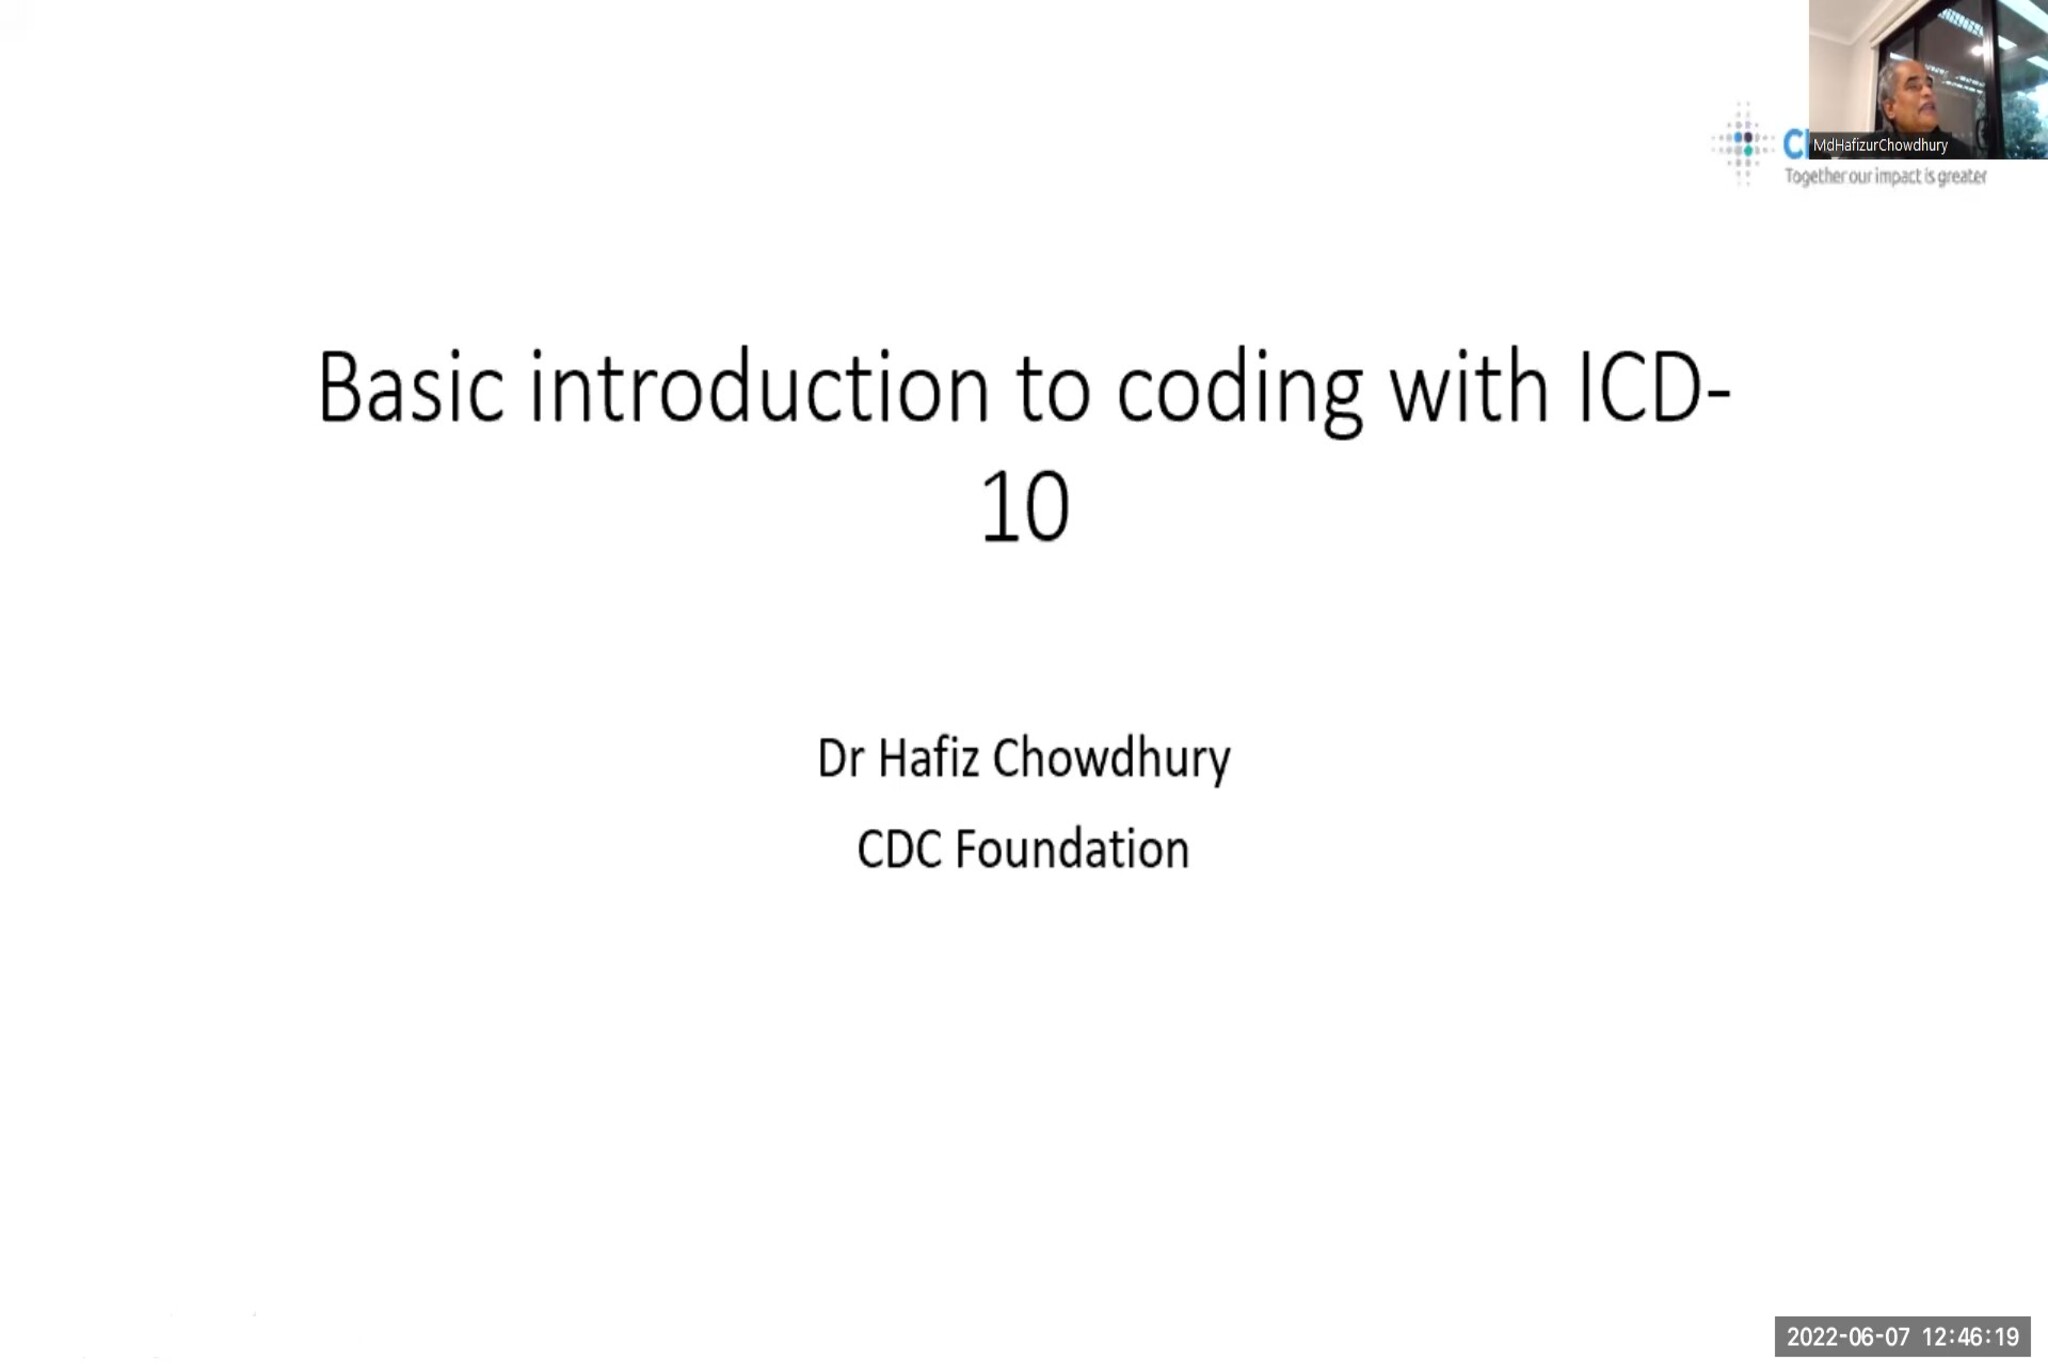 MdHafizurChowdhury
Together our impact is greater
Basic introduction to coding with ICD-
10
Dr Hafiz Chowdhury
CDC Foundation
2022-06-07 12:46:19